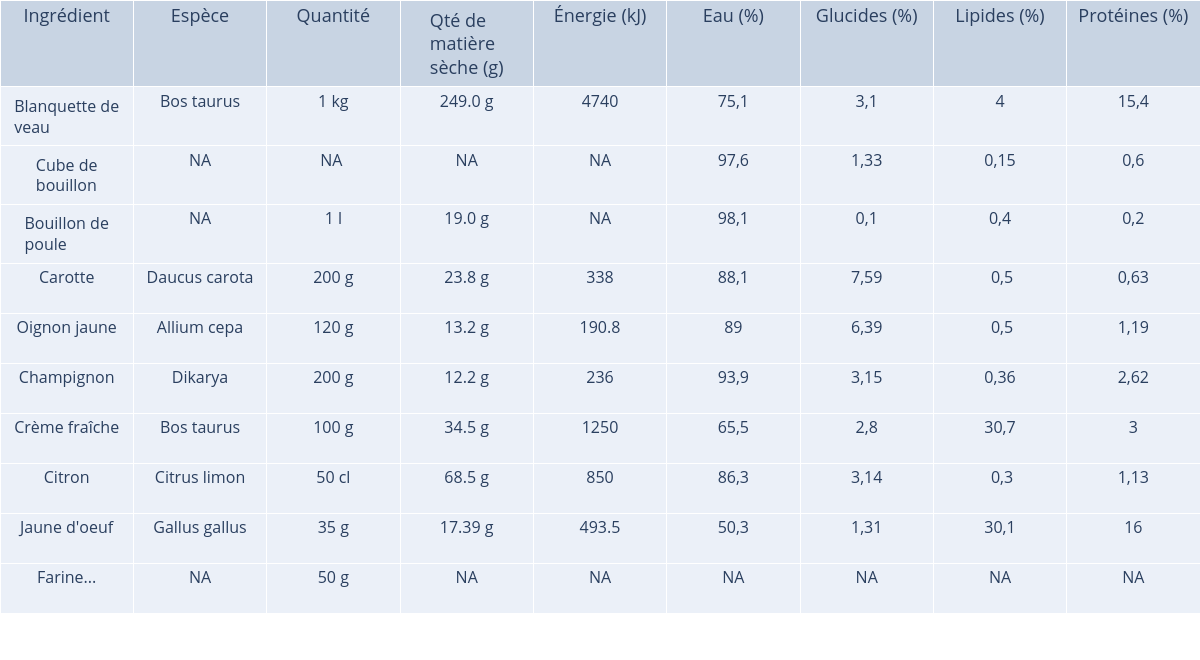 Ingrédient Espèce Quantité Qté de matière sèche (g) Énergie (kJ) Eau (%) Glucides (%) Lipides (%) Protéines (%)
Blanquette de veau Bos taurus 1 kg 249.0 g 4740 75,1 3,1 4 15,4
Cube de bouillon NA NA NA NA 97,6 1,33 0,15 0,6
Bouillon de poule NA 1 l 19.0 g NA 98,1 0,1 0,4 0,2
Carotte Daucus carota 200 g 23.8 g 338 88,1 7,59 0,5 0,63
Oignon jaune Allium cepa 120 g 13.2 g 190.8 89 6,39 0,5 1,19
Champignon Dikarya 200 g 12.2 g 236 93,9 3,15 0,36 2,62
Crème fraîche Bos taurus 100 g 34.5 g 1250 65,5 2,8 30,7 3
Citron Citrus limon 50 cl 68.5 g 850 86,3 3,14 0,3 1,13
Jaune d'oeuf Gallus gallus 35 g 17.39 g 493.5 50,3 1,31 30,1 16
Farine... NA 50 g NA NA NA NA NA NA